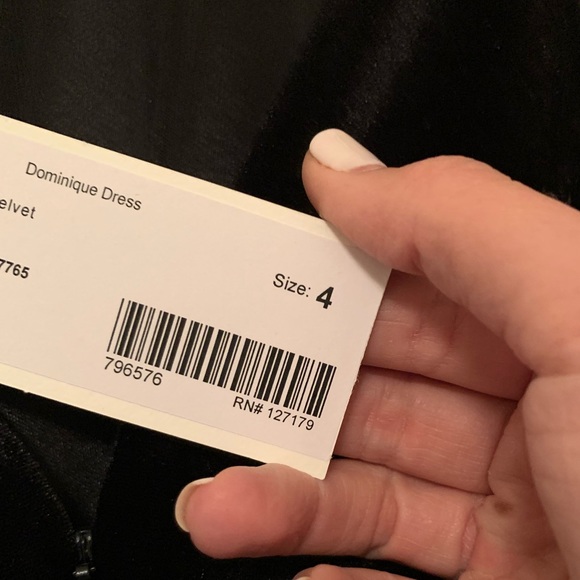 Dominique Dress
elvet
7765
Size: 4
796576
RN# 127179